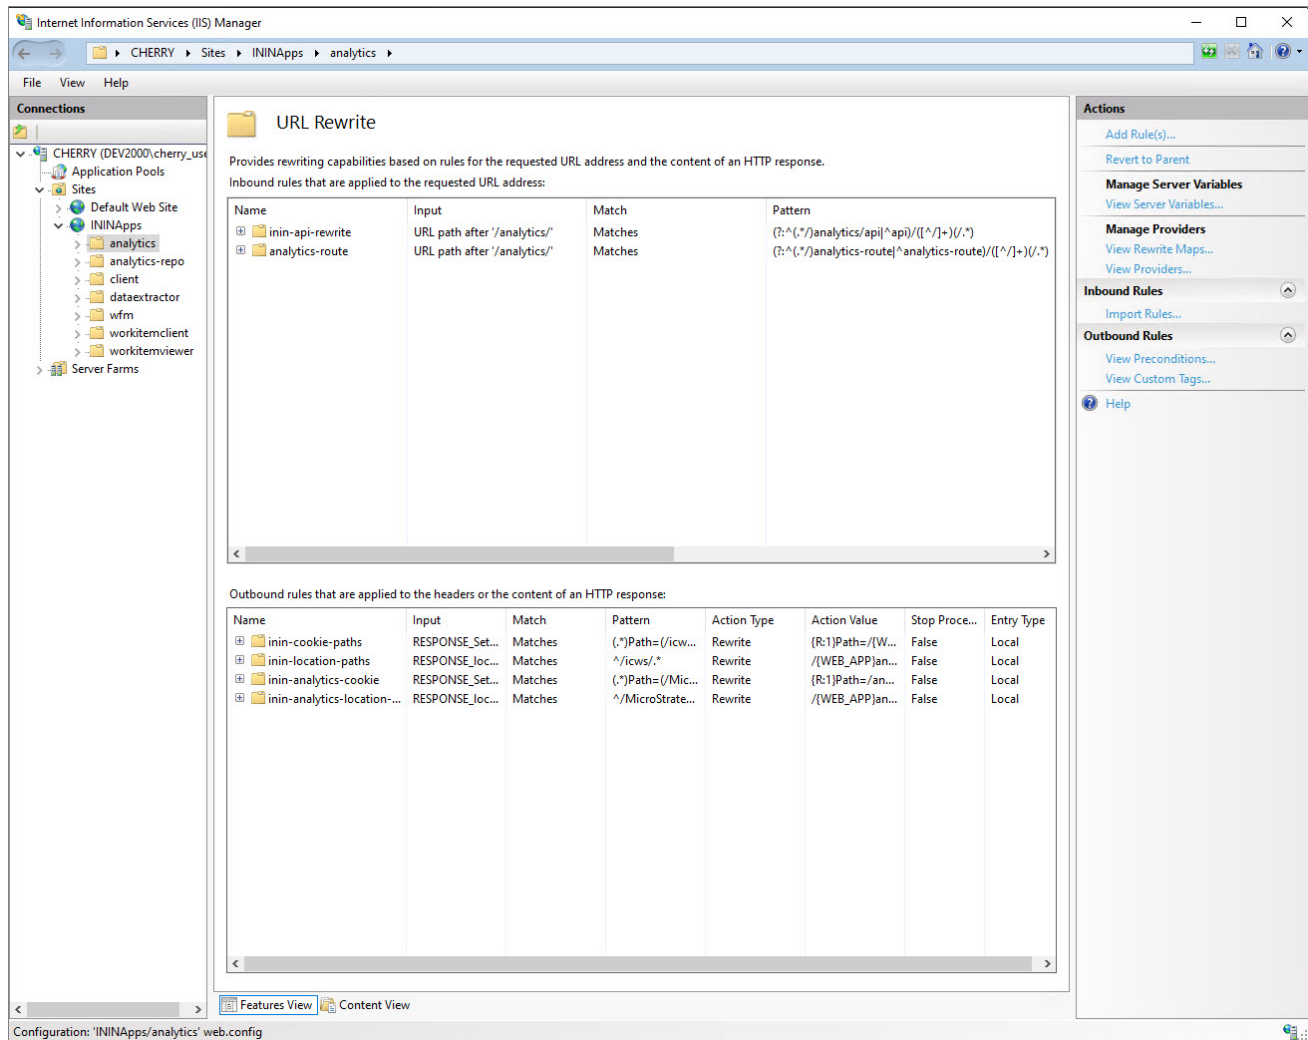 Internet Information Services (IIS) Manager
CHERRY Sites ININApps analytics
File View Help
Connections
CHERRY (DEV2000\cherry_use
Application Pools
Sites
Default Web Site
ININApps
analytics
analytics-repo
client
dataextractor
wfm
workitemclient
workitemviewer
Server Farms
URL Rewrite
Provides rewriting capabilities based on rules for the requested URL address and the content of an HTTP response.
Inbound rules that are applied to the requested URL address:
Name Input Match Pattern
inin-api-rewrite URL path after '/analytics/' Matches (?:^(.*/)analytics/api|^api)/([^/]+)(/.*)
analytics-route URL path after '/analytics/' Matches (?:^(.*/)analytics-route|^analytics-route)/([^/]+)(/.*)
Outbound rules that are applied to the headers or the content of an HTTP response:
Name Input Match Pattern Action Type Action Value Stop Proce... Entry Type
inin-cookie-paths RESPONSE_Set... Matches (.*)Path=(/icw... Rewrite {R:1}Path=/{W... False Local
inin-location-paths RESPONSE_loc... Matches ^/icws/.* Rewrite /{WEB_APP}an... False Local
inin-analytics-cookie RESPONSE_Set... Matches (.*)Path=(/Mic... Rewrite {R:1}Path=/an... False Local
inin-analytics-location-... RESPONSE_loc... Matches ^/MicroStrate... Rewrite /{WEB_APP}an... False Local
Features View Content View
Actions
Add Rule(s)...
Revert to Parent
Manage Server Variables
View Server Variables...
Manage Providers
View Rewrite Maps...
View Providers...
Inbound Rules
Import Rules...
Outbound Rules
View Preconditions...
View Custom Tags...
Help
Configuration: 'ININApps/analytics' web.config